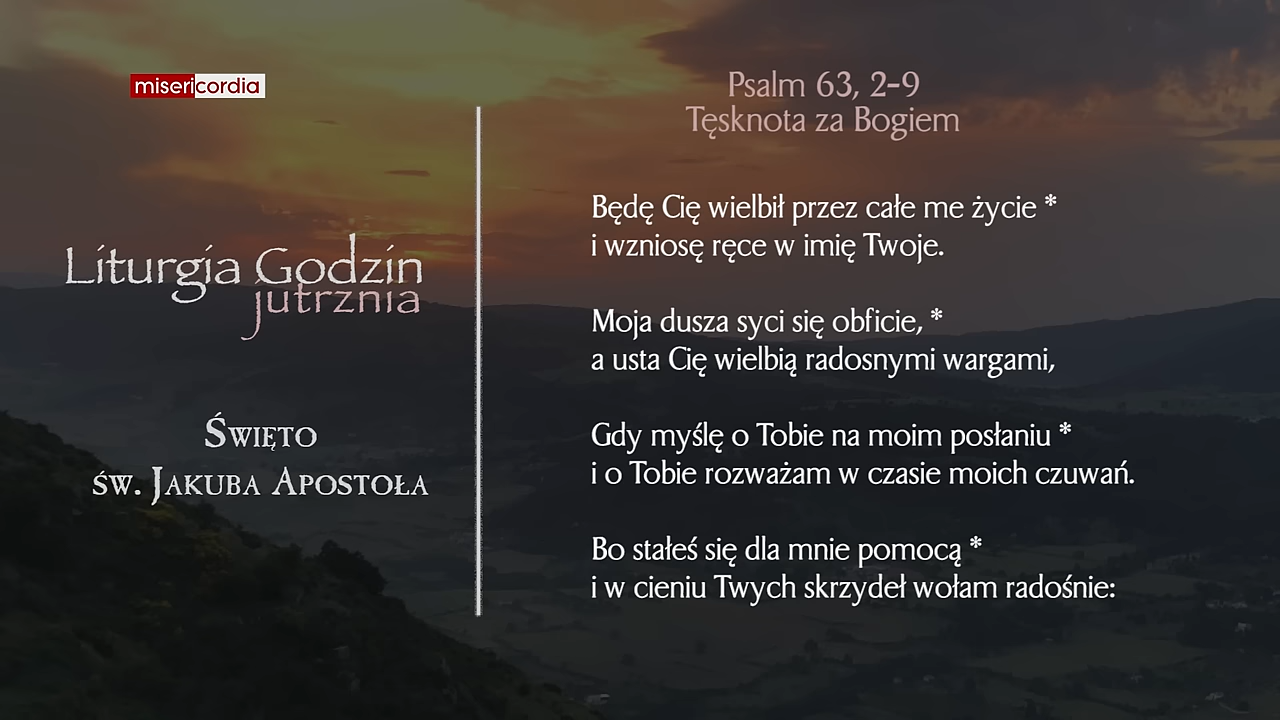 misericordia
Liturgia Godzin
jutrznia
Święto
św. Jakuba Apostoła
Psalm 63, 2-9
Tęsknota za Bogiem
Będę Cię wielbił przez całe me życie *
i wzniosę ręce w imię Twoje.
Moja dusza syci się obficie, *
a usta Cię wielbią radosnymi wargami,
Gdy myślę o Tobie na moim posłaniu *
i o Tobie rozważam w czasie moich czuwań.
Bo stałeś się dla mnie pomocą *
i w cieniu Twych skrzydeł wołam radośnie: